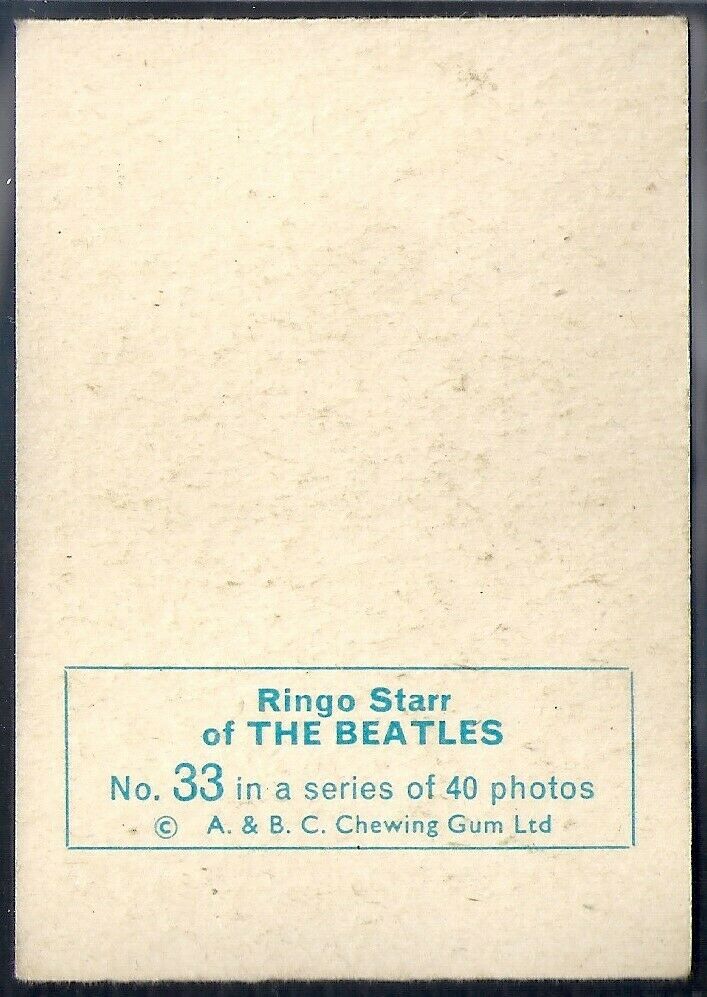 Ringo Starr
of THE BEATLES
No. 33 in a series of 40 photos
© A. & B. C. Chewing Gum Ltd